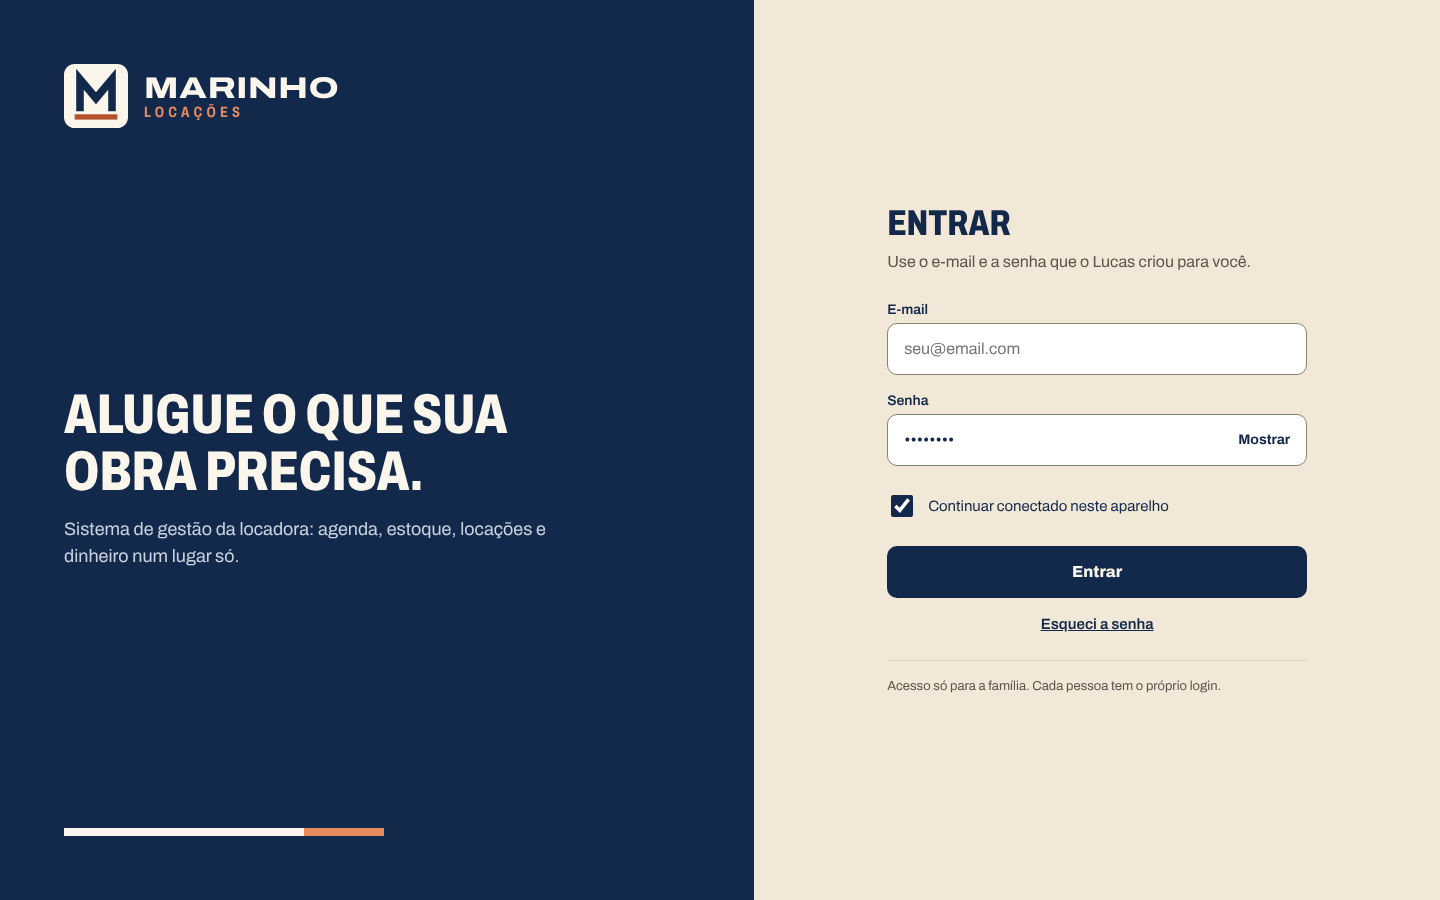 M
MARINHO
LOCAÇÕES
ALUGUE O QUE SUA
OBRA PRECISA.
Sistema de gestão da locadora: agenda, estoque, locações e
dinheiro num lugar só.
ENTRAR
Use o e-mail e a senha que o Lucas criou para você.
E-mail
seu@email.com
Senha
••••••••
Mostrar
Continuar conectado neste aparelho
Entrar
Esqueci a senha
Acesso só para a família. Cada pessoa tem o próprio login.